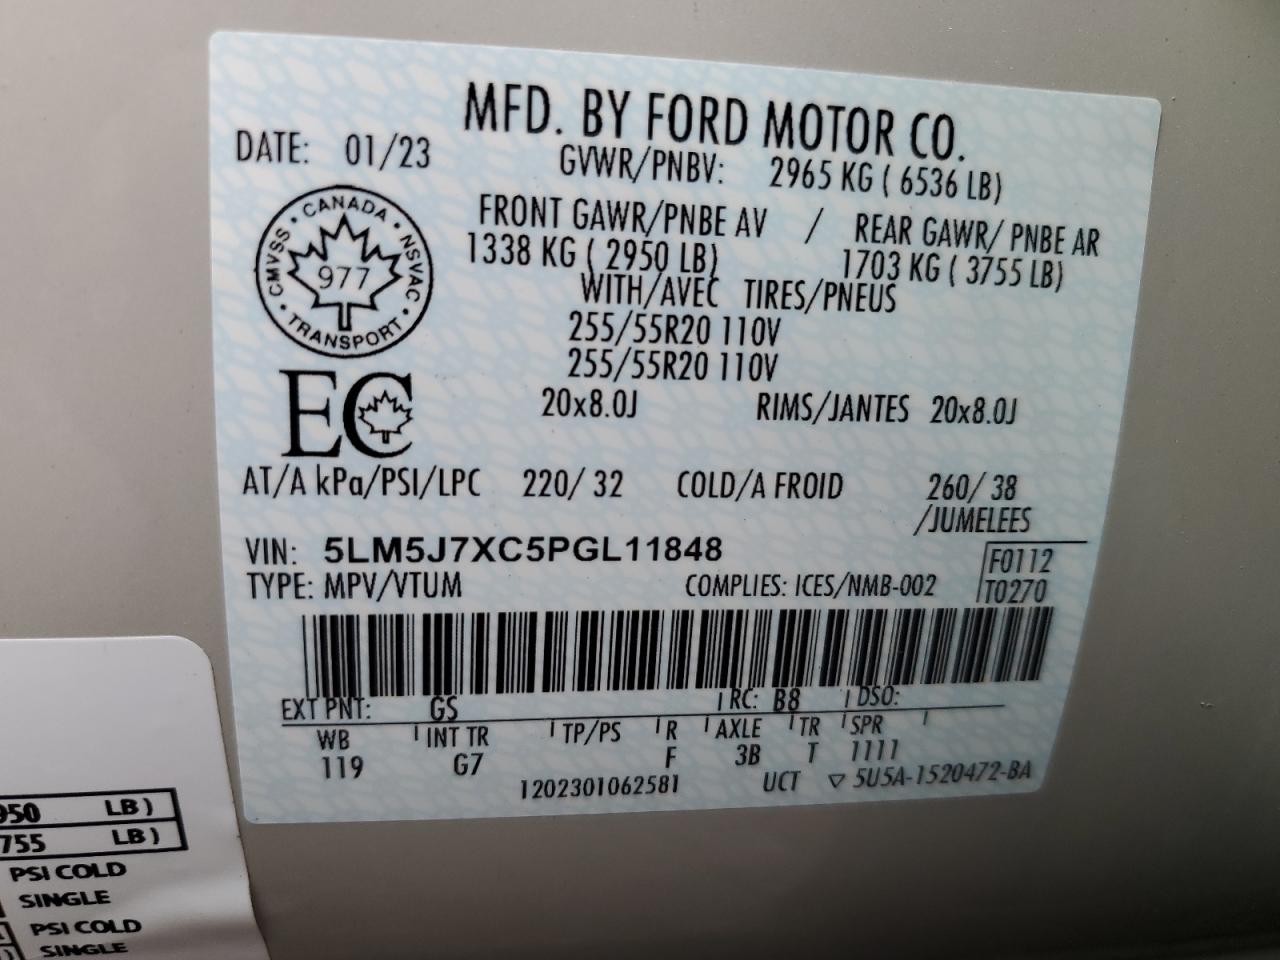 MFD. BY FORD MOTOR CO.
DATE: 01/23
GVWR/PNBV: 2965 KG ( 6536 LB)
FRONT GAWR/PNBE AV / REAR GAWR/ PNBE AR
1338 KG ( 2950 LB) 1703 KG ( 3755 LB)
WITH/AVEC TIRES/PNEUS
255/55R20 110V
255/55R20 110V
CANADA
CMVSS 977 NSVAC
TRANSPORT
EC
20x8.0J RIMS/JANTES 20x8.0J
AT/A kPa/PSI/LPC 220/ 32 COLD/A FROID 260/ 38
/JUMELEES
VIN: 5LM5J7XC5PGL11848
F0112
TYPE: MPV/VTUM COMPLIES: ICES/NMB-002
T0270
EXT PNT: GS RC: B8 DSO:
WB INT TR TP/PS R AXLE TR SPR
119 G7 F 3B T 1111
1202301062581 UCT ▽ 5U5A-1520472-BA
950 LB)
755 LB)
PSI COLD
SINGLE
PSI COLD
SINGLE